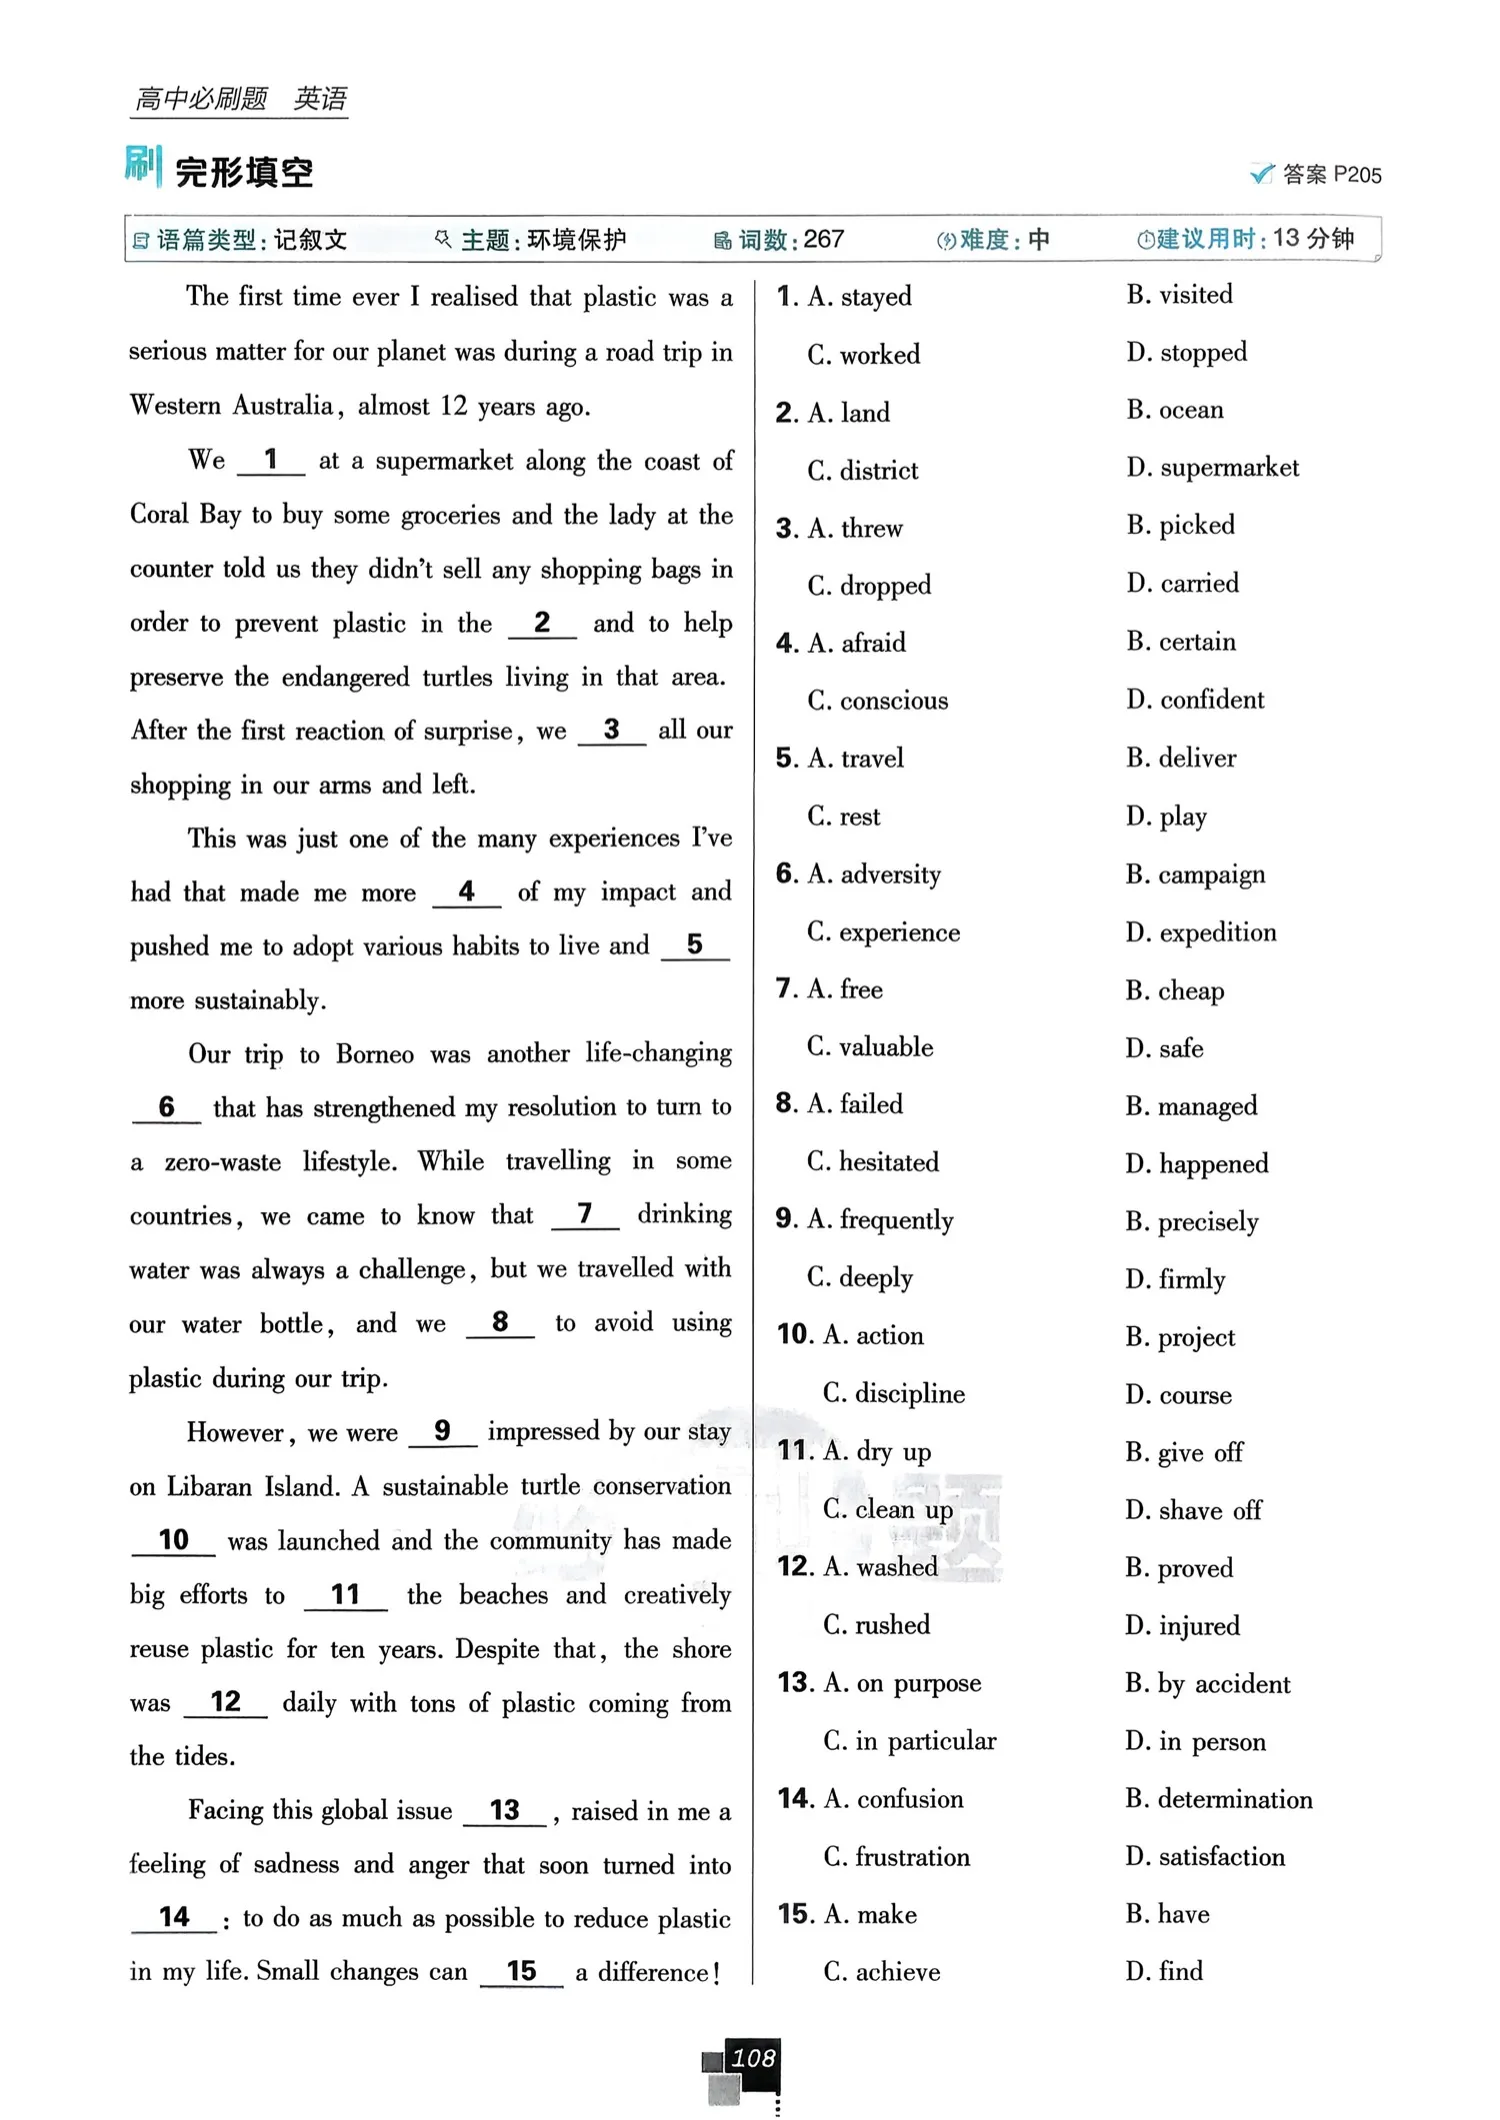 高中必刷题 英语
刷 完形填空
答案 P205
语篇类型:记叙文 主题:环境保护 词数:267 难度:中 建议用时:13 分钟
The first time ever I realised that plastic was a
serious matter for our planet was during a road trip in
Western Australia, almost 12 years ago.
We 1 at a supermarket along the coast of
Coral Bay to buy some groceries and the lady at the
counter told us they didn't sell any shopping bags in
order to prevent plastic in the 2 and to help
preserve the endangered turtles living in that area.
After the first reaction of surprise, we 3 all our
shopping in our arms and left.
This was just one of the many experiences I've
had that made me more 4 of my impact and
pushed me to adopt various habits to live and 5
more sustainably.
Our trip to Borneo was another life-changing
6 that has strengthened my resolution to turn to
a zero-waste lifestyle. While travelling in some
countries, we came to know that 7 drinking
water was always a challenge, but we travelled with
our water bottle, and we 8 to avoid using
plastic during our trip.
However, we were 9 impressed by our stay
on Libaran Island. A sustainable turtle conservation
10 was launched and the community has made
big efforts to 11 the beaches and creatively
reuse plastic for ten years. Despite that, the shore
was 12 daily with tons of plastic coming from
the tides.
Facing this global issue 13, raised in me a
feeling of sadness and anger that soon turned into
14: to do as much as possible to reduce plastic
in my life. Small changes can 15 a difference!
1. A. stayed B. visited
C. worked D. stopped
2. A. land B. ocean
C. district D. supermarket
3. A. threw B. picked
C. dropped D. carried
4. A. afraid B. certain
C. conscious D. confident
5. A. travel B. deliver
C. rest D. play
6. A. adversity B. campaign
C. experience D. expedition
7. A. free B. cheap
C. valuable D. safe
8. A. failed B. managed
C. hesitated D. happened
9. A. frequently B. precisely
C. deeply D. firmly
10. A. action B. project
C. discipline D. course
11. A. dry up B. give off
C. clean up D. shave off
12. A. washed B. proved
C. rushed D. injured
13. A. on purpose B. by accident
C. in particular D. in person
14. A. confusion B. determination
C. frustration D. satisfaction
15. A. make B. have
C. achieve D. find
108